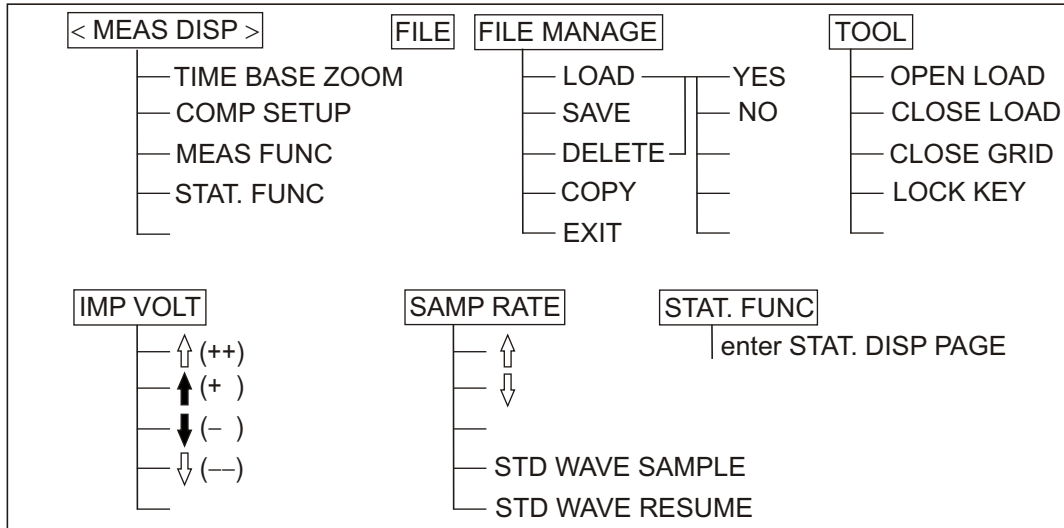 < MEAS DISP >
TIME BASE ZOOM
COMP SETUP
MEAS FUNC
STAT. FUNC
FILE
FILE MANAGE
LOAD
SAVE
DELETE
COPY
EXIT
YES
NO
TOOL
OPEN LOAD
CLOSE LOAD
CLOSE GRID
LOCK KEY
IMP VOLT
⇧ (++)
⬆ (+ )
⬇ (− )
⇩ (−−)
SAMP RATE
⇧
⇩
STD WAVE SAMPLE
STD WAVE RESUME
STAT. FUNC
enter STAT. DISP PAGE